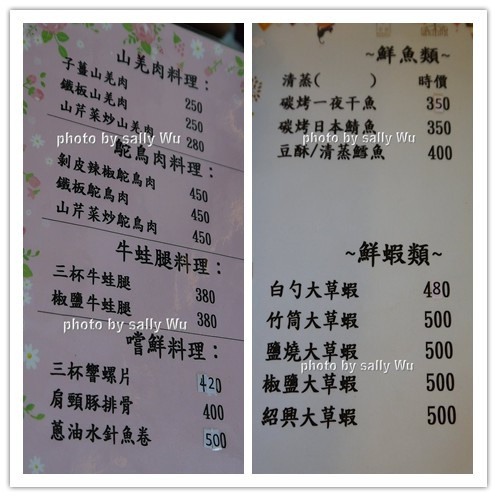 山羌肉料理：
子薑山羌肉 250
鐵板山羌肉 250
山芹菜炒山羌肉 280
photo by sally Wu
鴕鳥肉料理：
剝皮辣椒鴕鳥肉 450
鐵板鴕鳥肉 450
山芹菜炒鴕鳥肉 450
牛蛙腿料理：
三杯牛蛙腿 380
椒鹽牛蛙腿 380
photo by sally Wu
嚐鮮料理：
三杯響螺片 420
肩頸豚排骨 400
蔥油水針魚卷 500
~鮮魚類~
清蒸( ) 時價
碳烤一夜干魚 350
碳烤日本鯖魚 350
photo by sally Wu
豆酥/清蒸鱈魚 400
~鮮蝦類~
白勺大草蝦 480
竹筒大草蝦 500
鹽燒大草蝦 500
photo by sally Wu
椒鹽大草蝦 500
紹興大草蝦 500